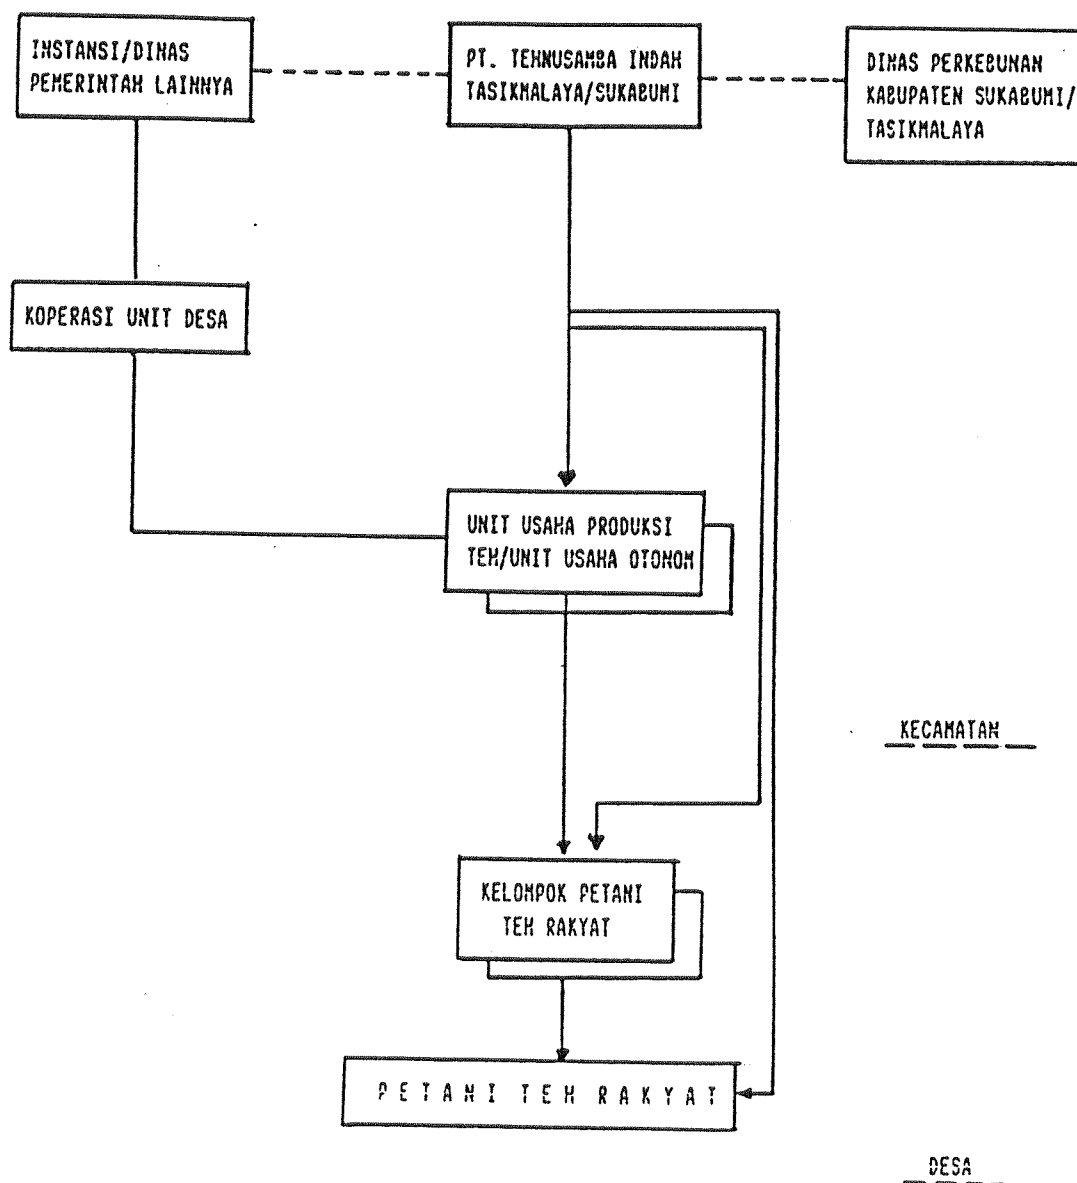 INSTANSI/DINAS
PEMERINTAH LAINNYA
PT. TEHNUSAMBA INDAH
TASIKMALAYA/SUKABUMI
DINAS PERKEBUNAN
KABUPATEN SUKABUMI/
TASIKMALAYA
KOPERASI UNIT DESA
UNIT USAHA PRODUKSI
TEH/UNIT USAHA OTONOM
KECAMATAN
KELOMPOK PETANI
TEH RAKYAT
PETANI TEH RAKYAT
DESA